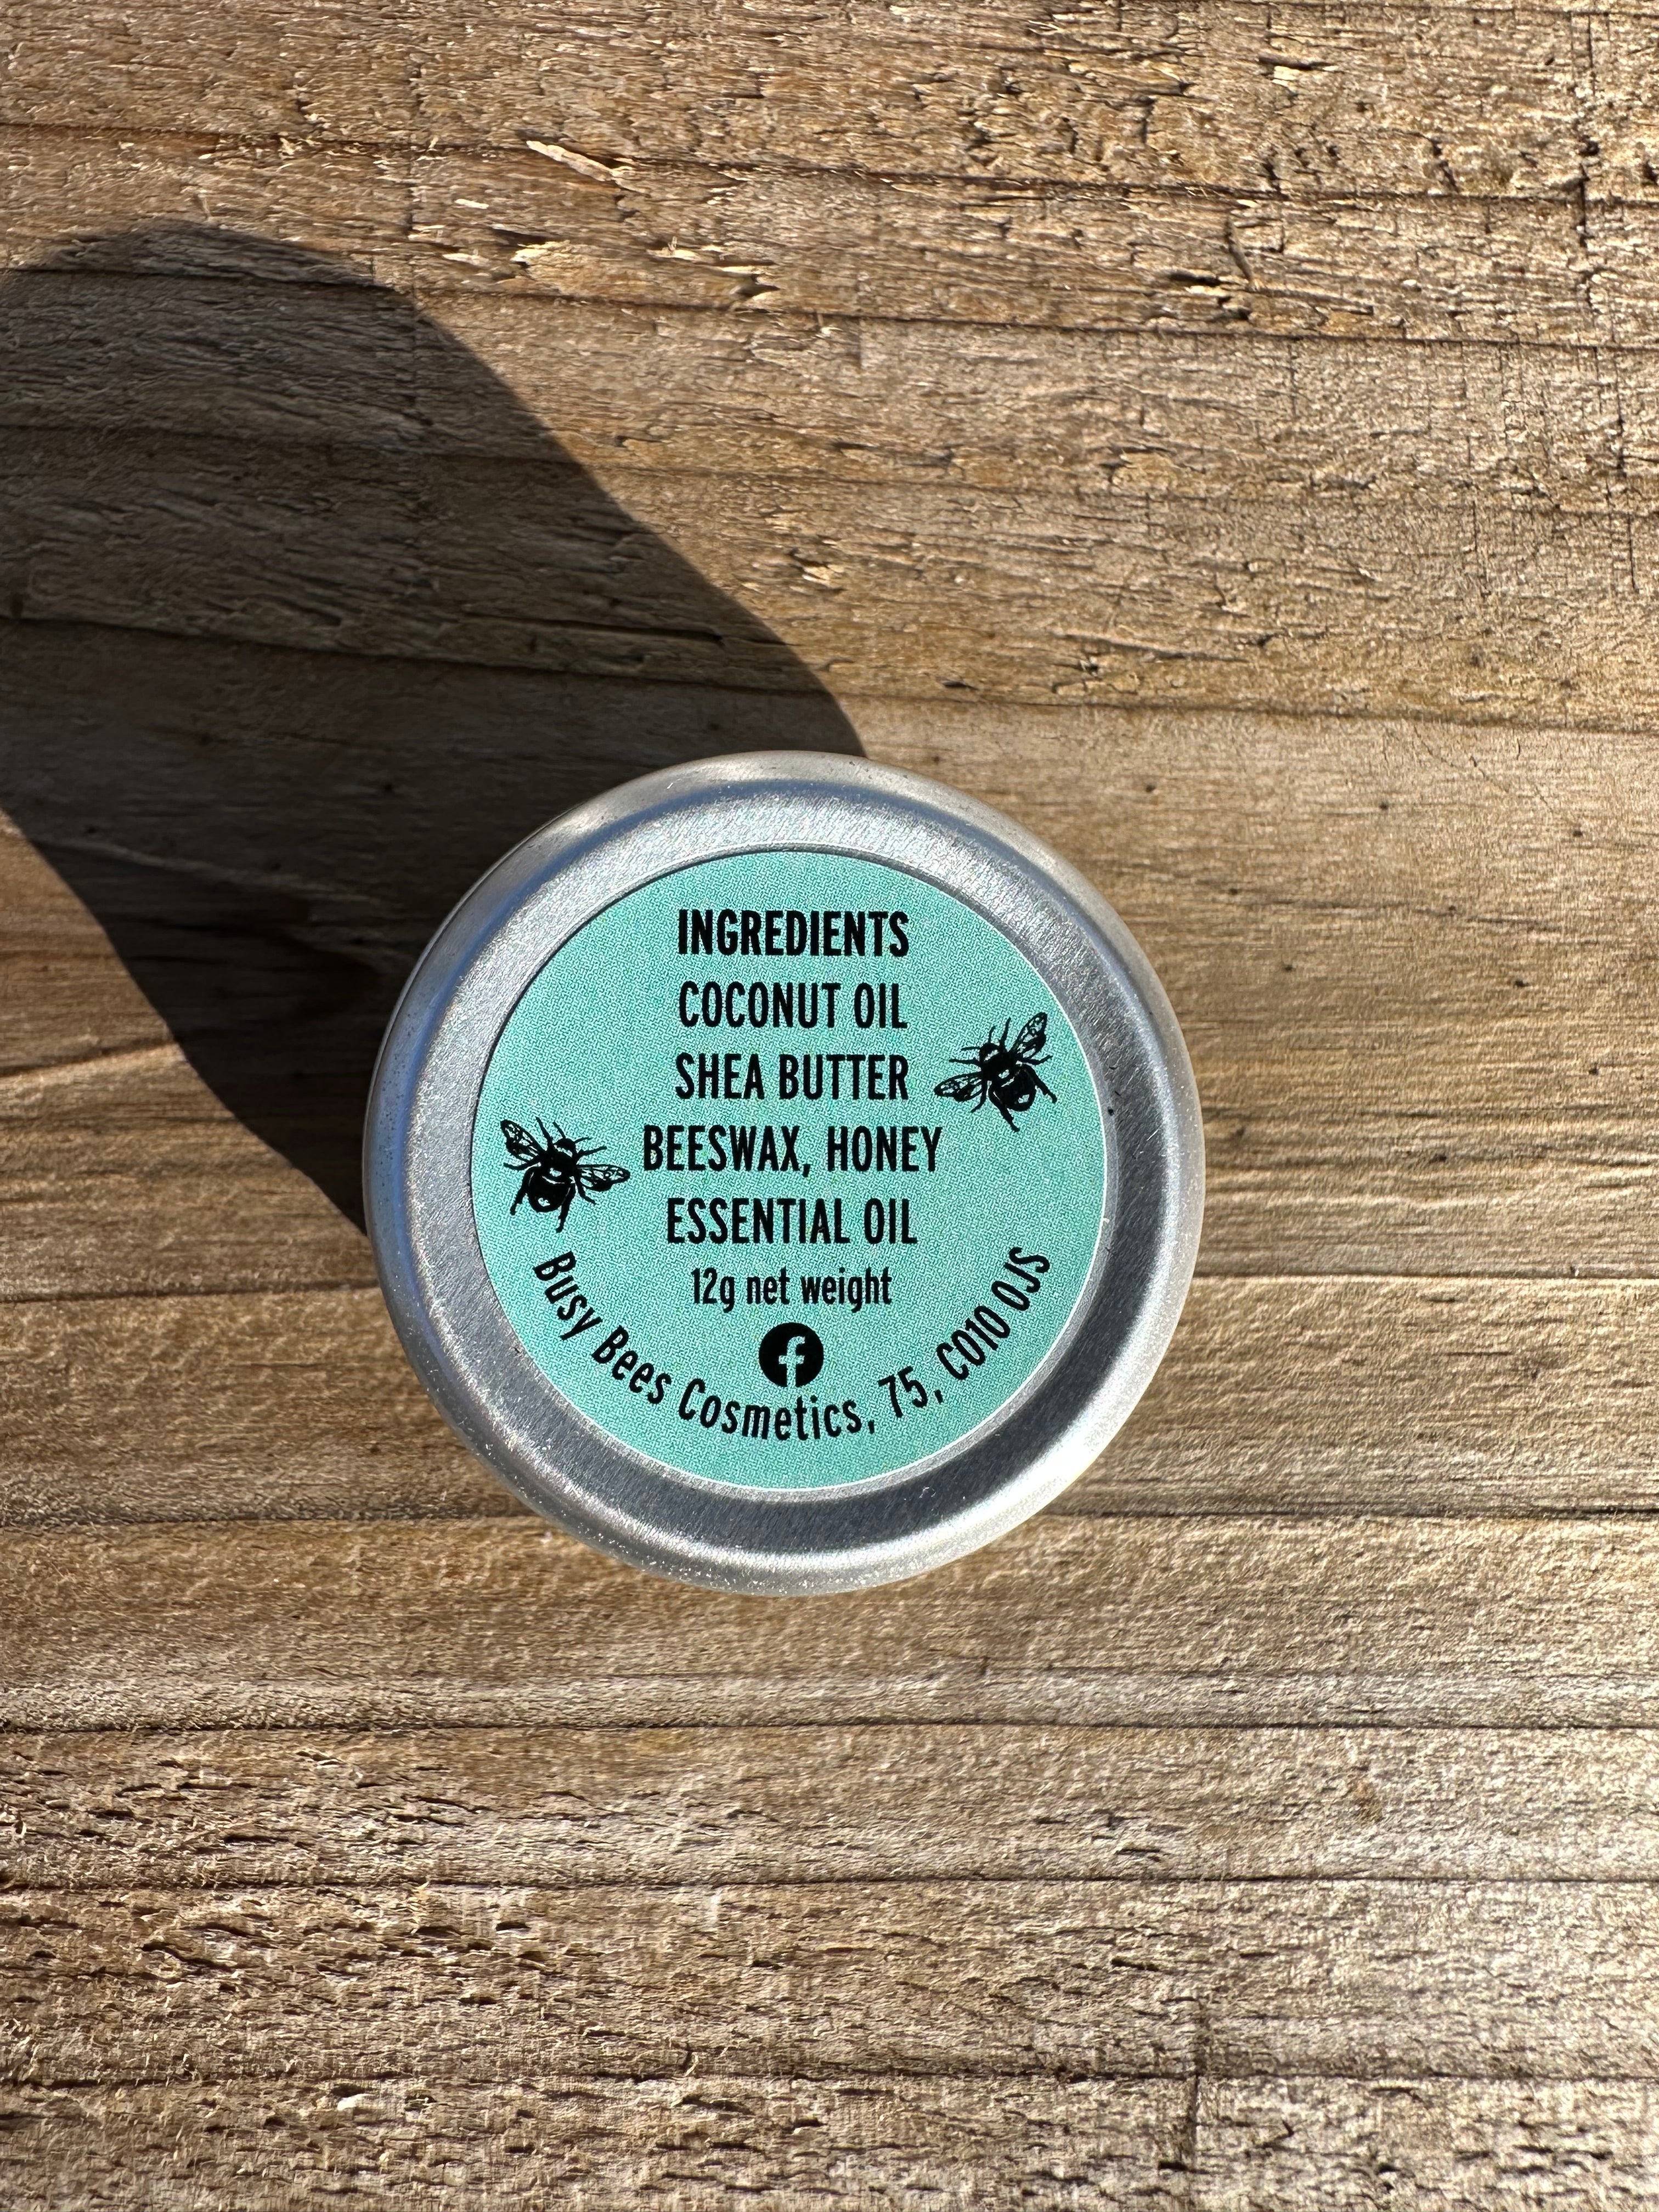 INGREDIENTS
COCONUT OIL
SHEA BUTTER
BEESWAX, HONEY
ESSENTIAL OIL
12g net weight
Busy Bees Cosmetics, 75, CO10 0JS